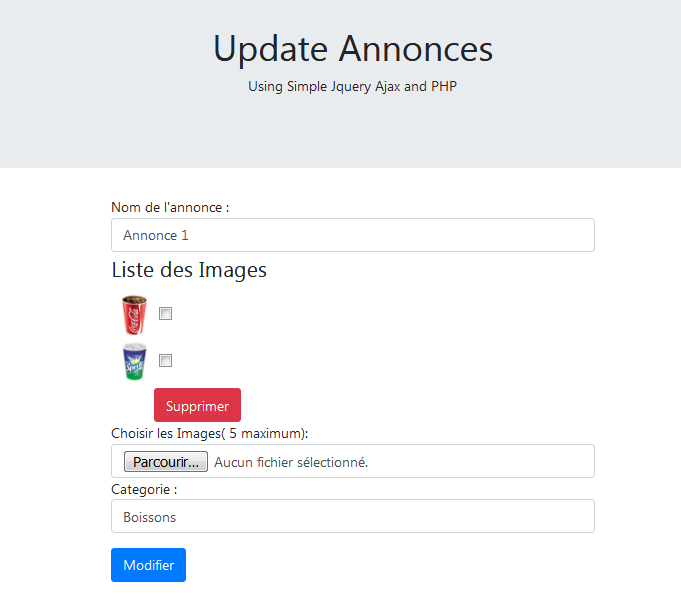 Update Annonces
Using Simple Jquery Ajax and PHP
Nom de l'annonce :
Annonce 1
Liste des Images
Coca-Cola
Sprite
Supprimer
Choisir les Images( 5 maximum):
Parcourir... Aucun fichier sélectionné.
Categorie :
Boissons
Modifier